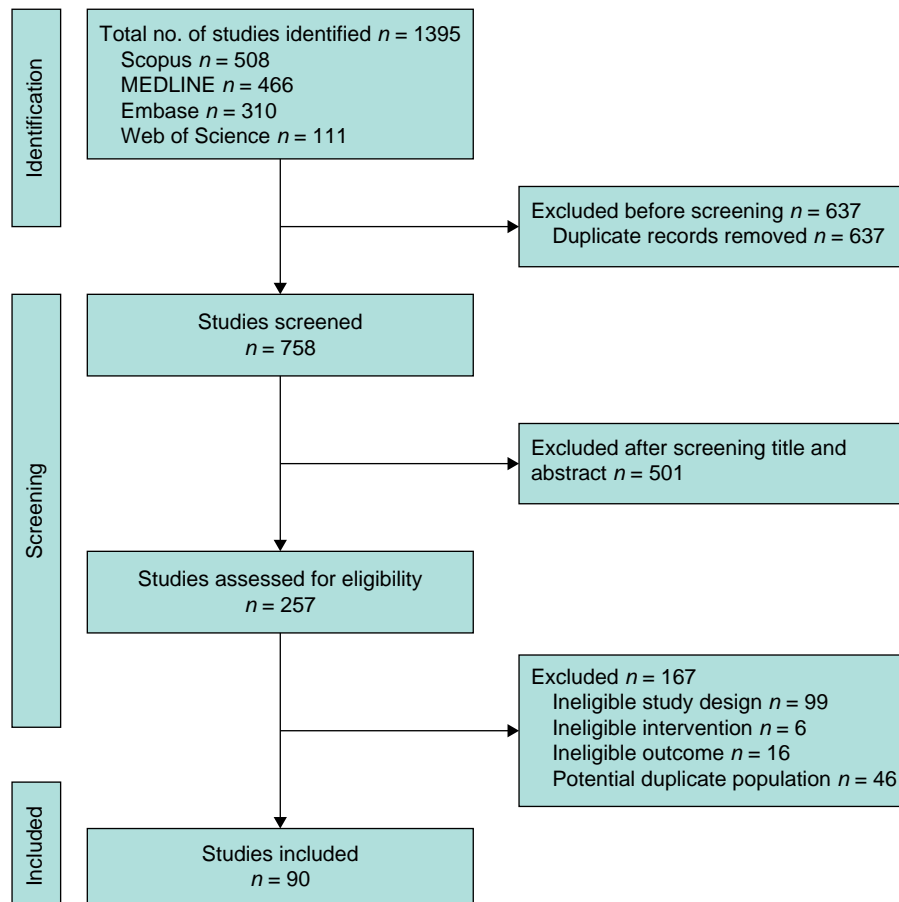 Identification
Total no. of studies identified n = 1395
Scopus n = 508
MEDLINE n = 466
Embase n = 310
Web of Science n = 111
Excluded before screening n = 637
Duplicate records removed n = 637
Screening
Studies screened
n = 758
Excluded after screening title and
abstract n = 501
Studies assessed for eligibility
n = 257
Excluded n = 167
Ineligible study design n = 99
Ineligible intervention n = 6
Ineligible outcome n = 16
Potential duplicate population n = 46
Included
Studies included
n = 90